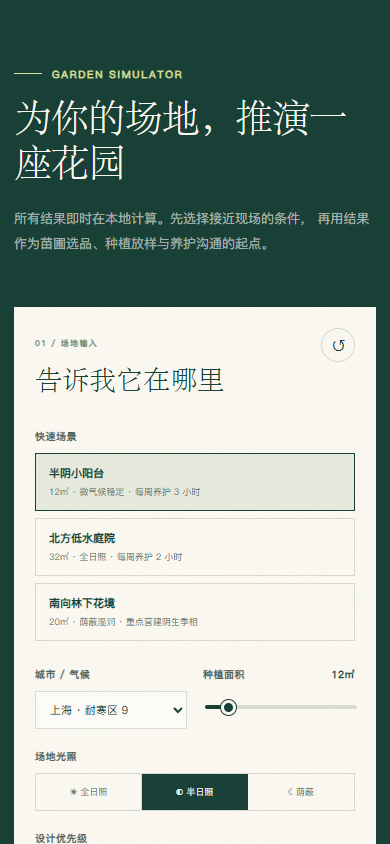 GARDEN SIMULATOR
为你的场地，推演一
座花园
所有结果即时在本地计算。先选择接近现场的条件， 再用结果
作为苗圃选品、种植放样与养护沟通的起点。
01 / 场地输入
↺
告诉我它在哪里
快速场景
半阴小阳台
12㎡ · 微气候稳定 · 每周养护 3 小时
北方低水庭院
32㎡ · 全日照 · 每周养护 2 小时
南向林下花境
20㎡ · 荫蔽湿润 · 重点营建阴生季相
城市 / 气候 种植面积 12㎡
上海 · 耐寒区 9
场地光照
☀ 全日照 ◐ 半日照 ☾ 荫蔽
设计优先级